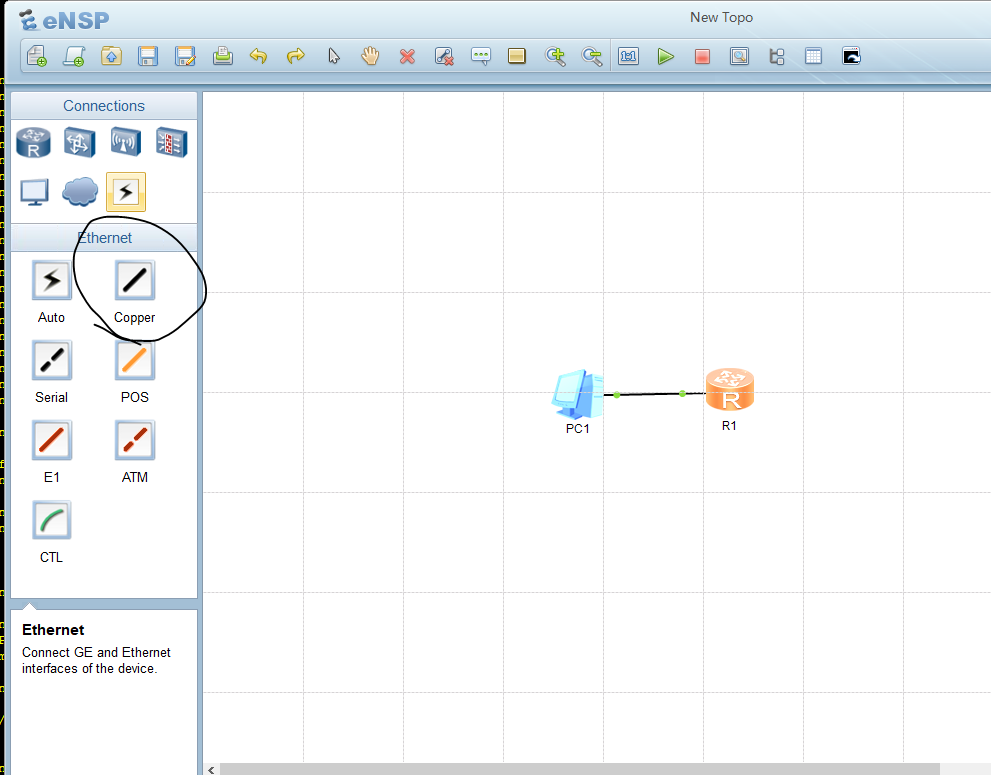 eNSP
New Topo
Connections
R
Ethernet
Auto
Copper
Serial
POS
E1
ATM
CTL
PC1
R
R1
Ethernet
Connect GE and Ethernet
interfaces of the device.